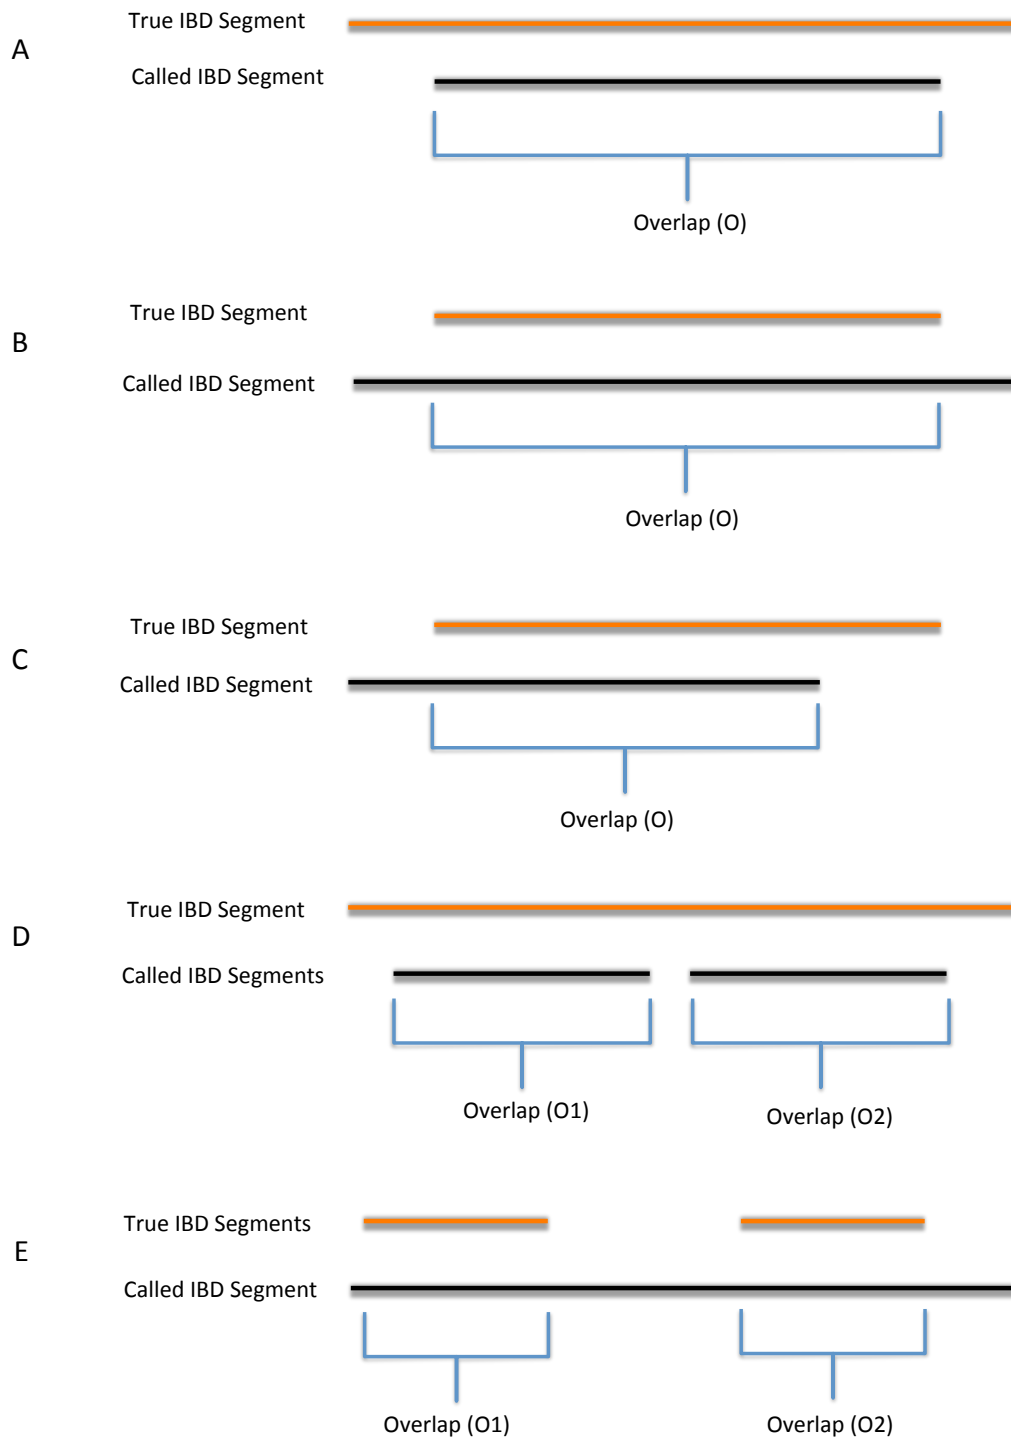 True IBD Segment
A
Called IBD Segment
Overlap (O)
True IBD Segment
B
Called IBD Segment
Overlap (O)
True IBD Segment
C
Called IBD Segment
Overlap (O)
True IBD Segment
D
Called IBD Segments
Overlap (O1)
Overlap (O2)
True IBD Segments
E
Called IBD Segment
Overlap (O1)
Overlap (O2)